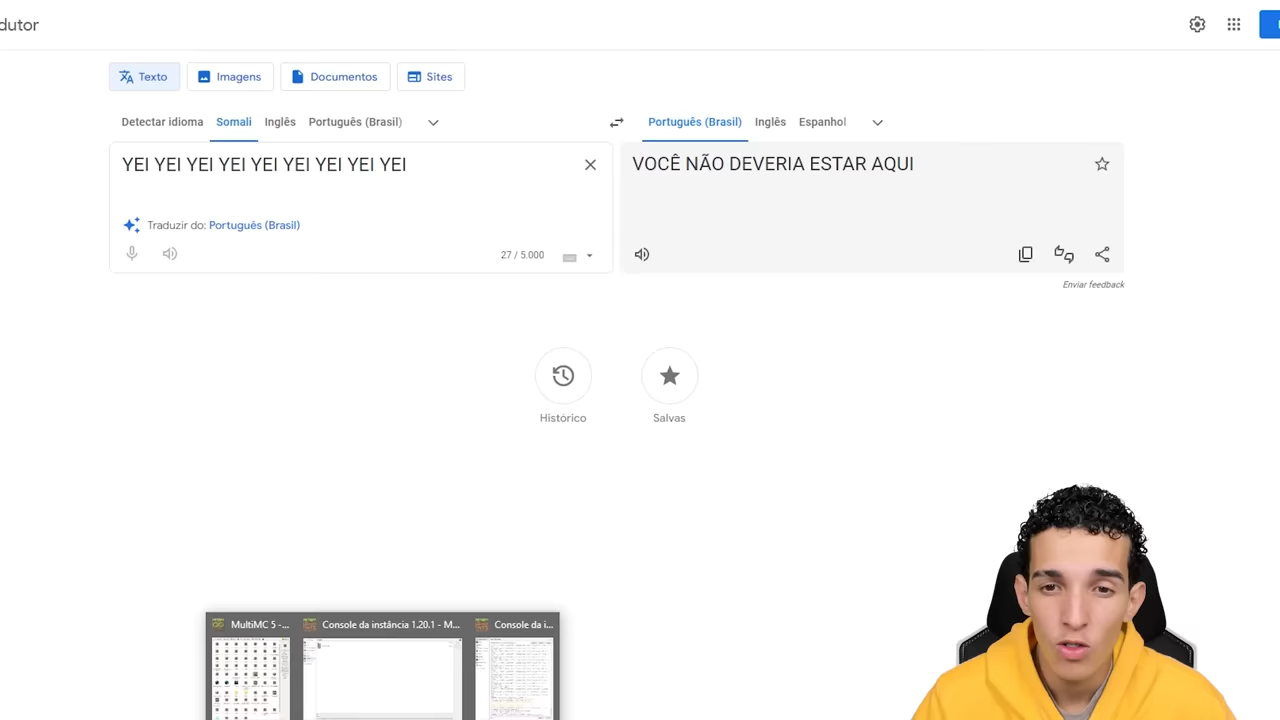 dutor
Texto
Imagens
Documentos
Sites
Detectar idioma Somali Inglês Português (Brasil)
Português (Brasil) Inglês Espanhol
YEI YEI YEI YEI YEI YEI YEI YEI YEI
VOCÊ NÃO DEVERIA ESTAR AQUI
Traduzir do: Português (Brasil)
27 / 5.000
Enviar feedback
Histórico
Salvas
MultiMC 5 -...
Console da instância 1.20.1 - M...
Console da i...